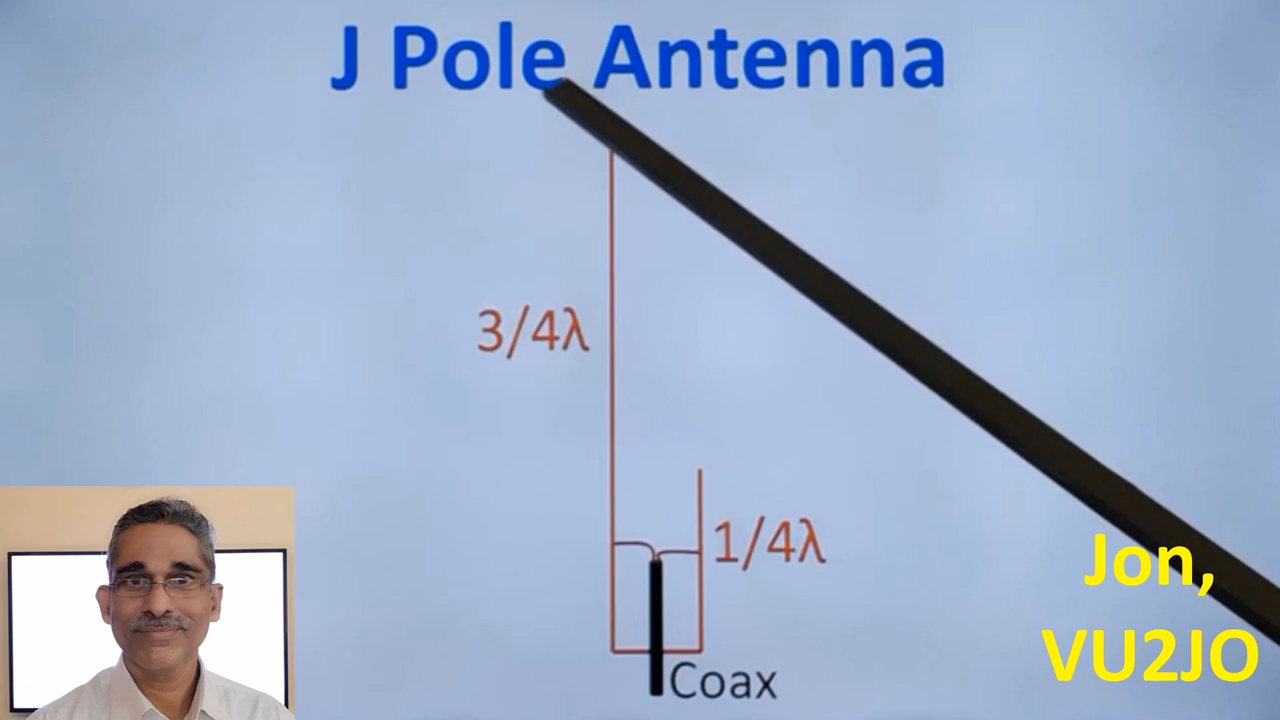 J Pole Antenna
3/4λ
1/4λ
Coax
Jon,
VU2JO